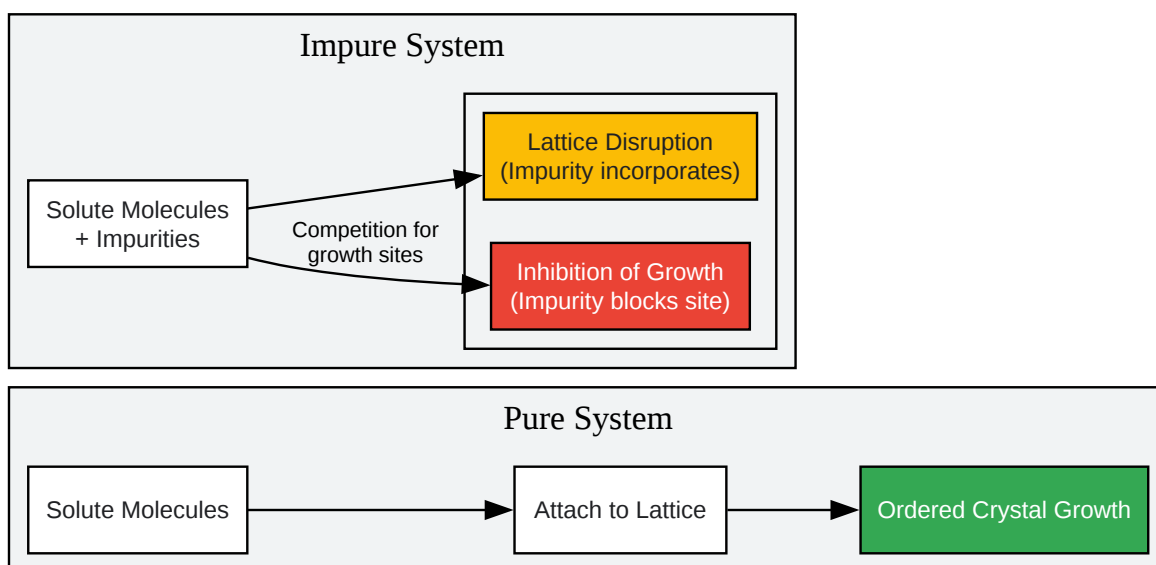 Impure System
Lattice Disruption
(Impurity incorporates)
Solute Molecules
+ Impurities
Competition for
growth sites
Inhibition of Growth
(Impurity blocks site)
Pure System
Solute Molecules
Attach to Lattice
Ordered Crystal Growth